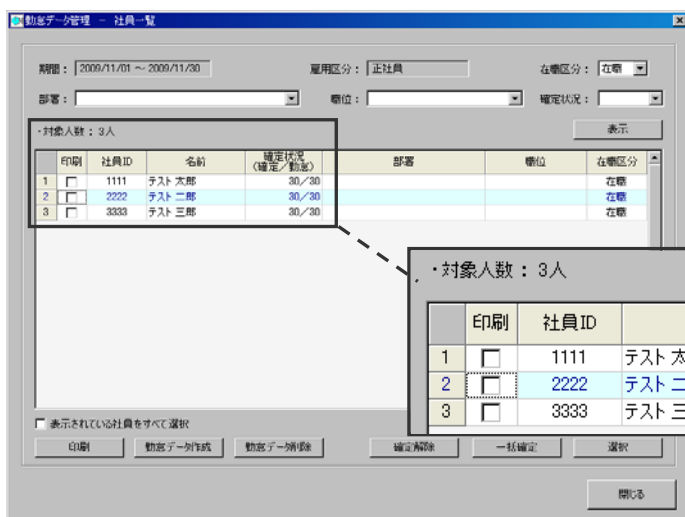 勤怠データ管理 － 社員一覧
期間： 2009/11/01 ～ 2009/11/30 雇用区分： 正社員 在職区分： 在職
部署： 職位： 確定状況：
・対象人数： 3人 表示
印刷 社員ID 名前 確定状況（確定／勤怠） 部署 職位 在職区分
1 1111 テスト 太郎 30／30 在職
2 2222 テスト 二郎 30／30 在職
3 3333 テスト 三郎 30／30 在職
・対象人数： 3人
印刷 社員ID
1 1111 テスト 太
2 2222 テスト 二
3 3333 テスト 三
表示されている社員をすべて選択
印刷 勤怠データ作成 勤怠データ削除 確定解除 一括確定 選択
閉じる